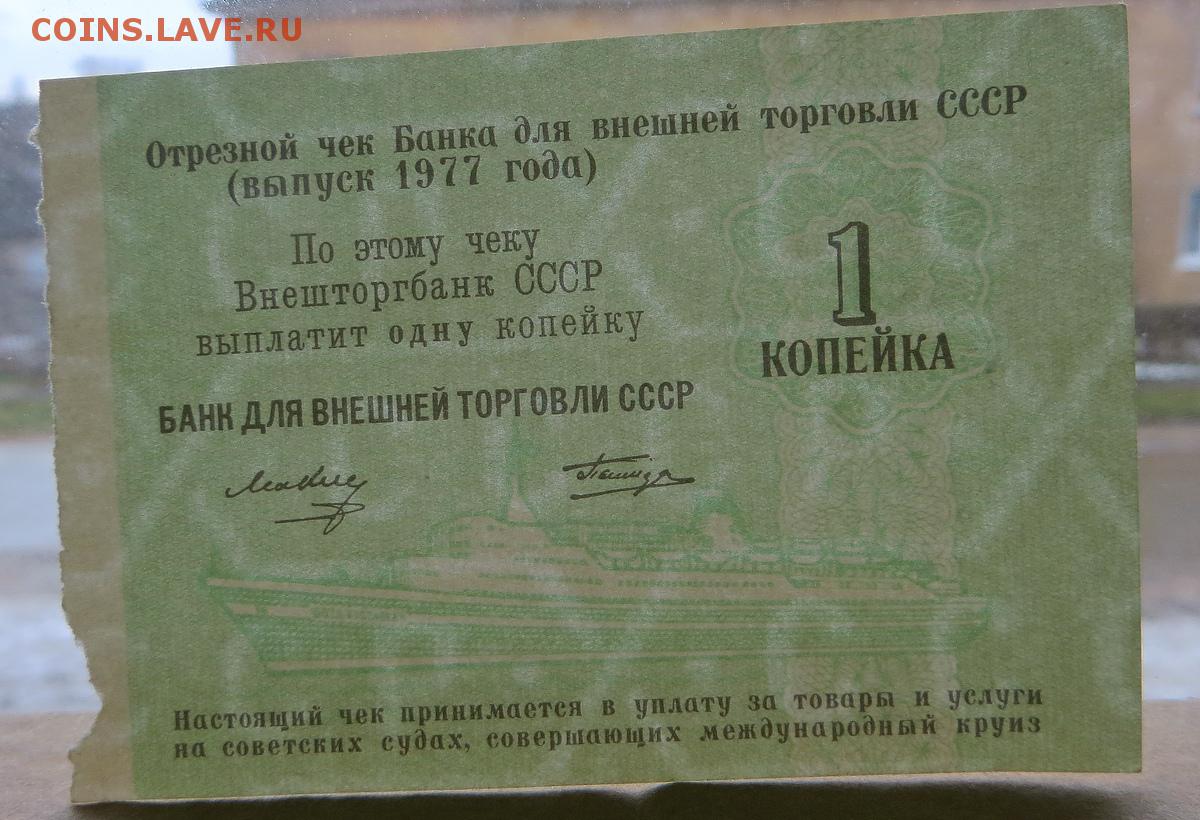 COINS.LAVE.RU
Отрезной чек Банка для внешней торговли СССР
(выпуск 1977 года)
По этому чеку
Внешторгбанк СССР
выплатит одну копейку
1
КОПЕЙКА
БАНК ДЛЯ ВНЕШНЕЙ ТОРГОВЛИ СССР
Настоящий чек принимается в уплату за товары и услуги
на советских судах, совершающих международный круиз